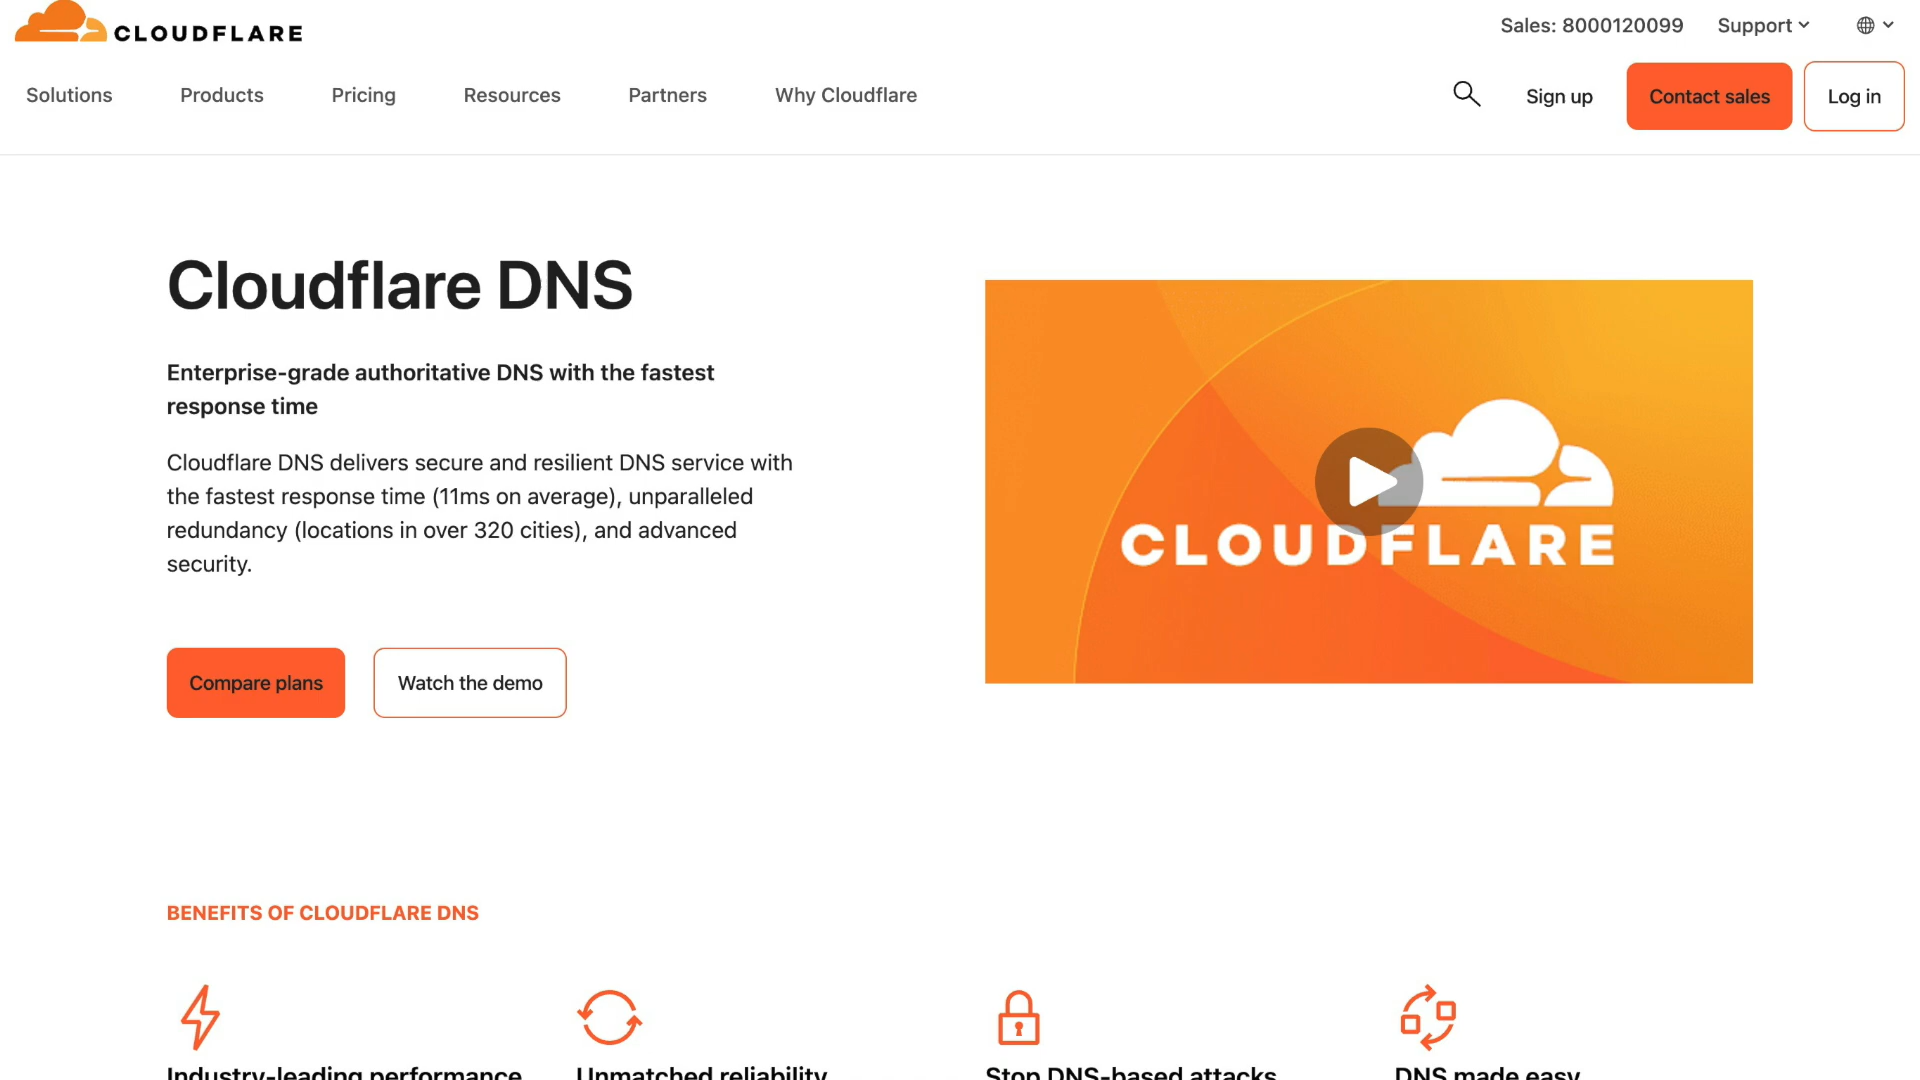 CLOUDFLARE
Sales: 8000120099
Support
Solutions
Products
Pricing
Resources
Partners
Why Cloudflare
Sign up
Contact sales
Log in
Cloudflare DNS
Enterprise-grade authoritative DNS with the fastest
response time
Cloudflare DNS delivers secure and resilient DNS service with
the fastest response time (11ms on average), unparalleled
redundancy (locations in over 320 cities), and advanced
security.
Compare plans
Watch the demo
CLOUDFLARE
BENEFITS OF CLOUDFLARE DNS
Industry-leading performance
Unmatched reliability
Stop DNS-based attacks
DNS made easy